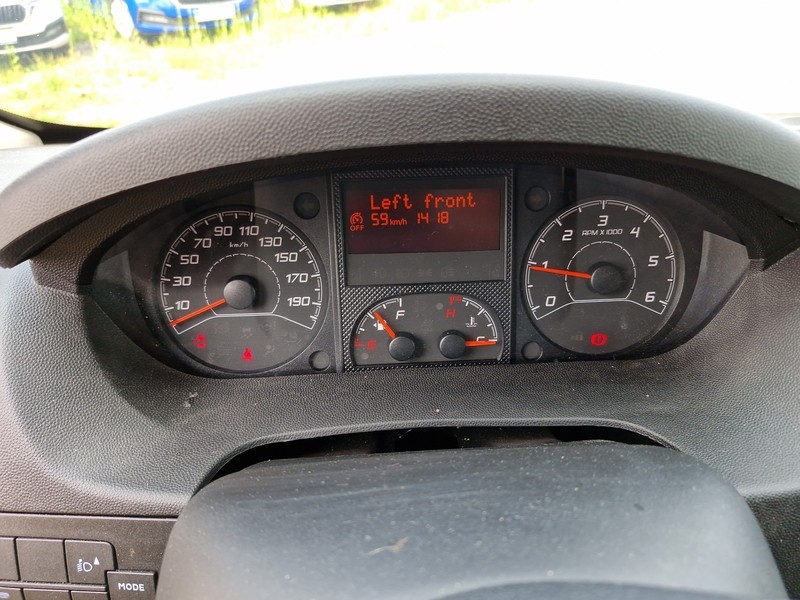 Left front
OFF 59 km/h 14 18
10 30 50 70 90 110 130 150 170 190
km/h
0 1 2 3 4 5 6
RPM X 1000
E F
H C
MODE